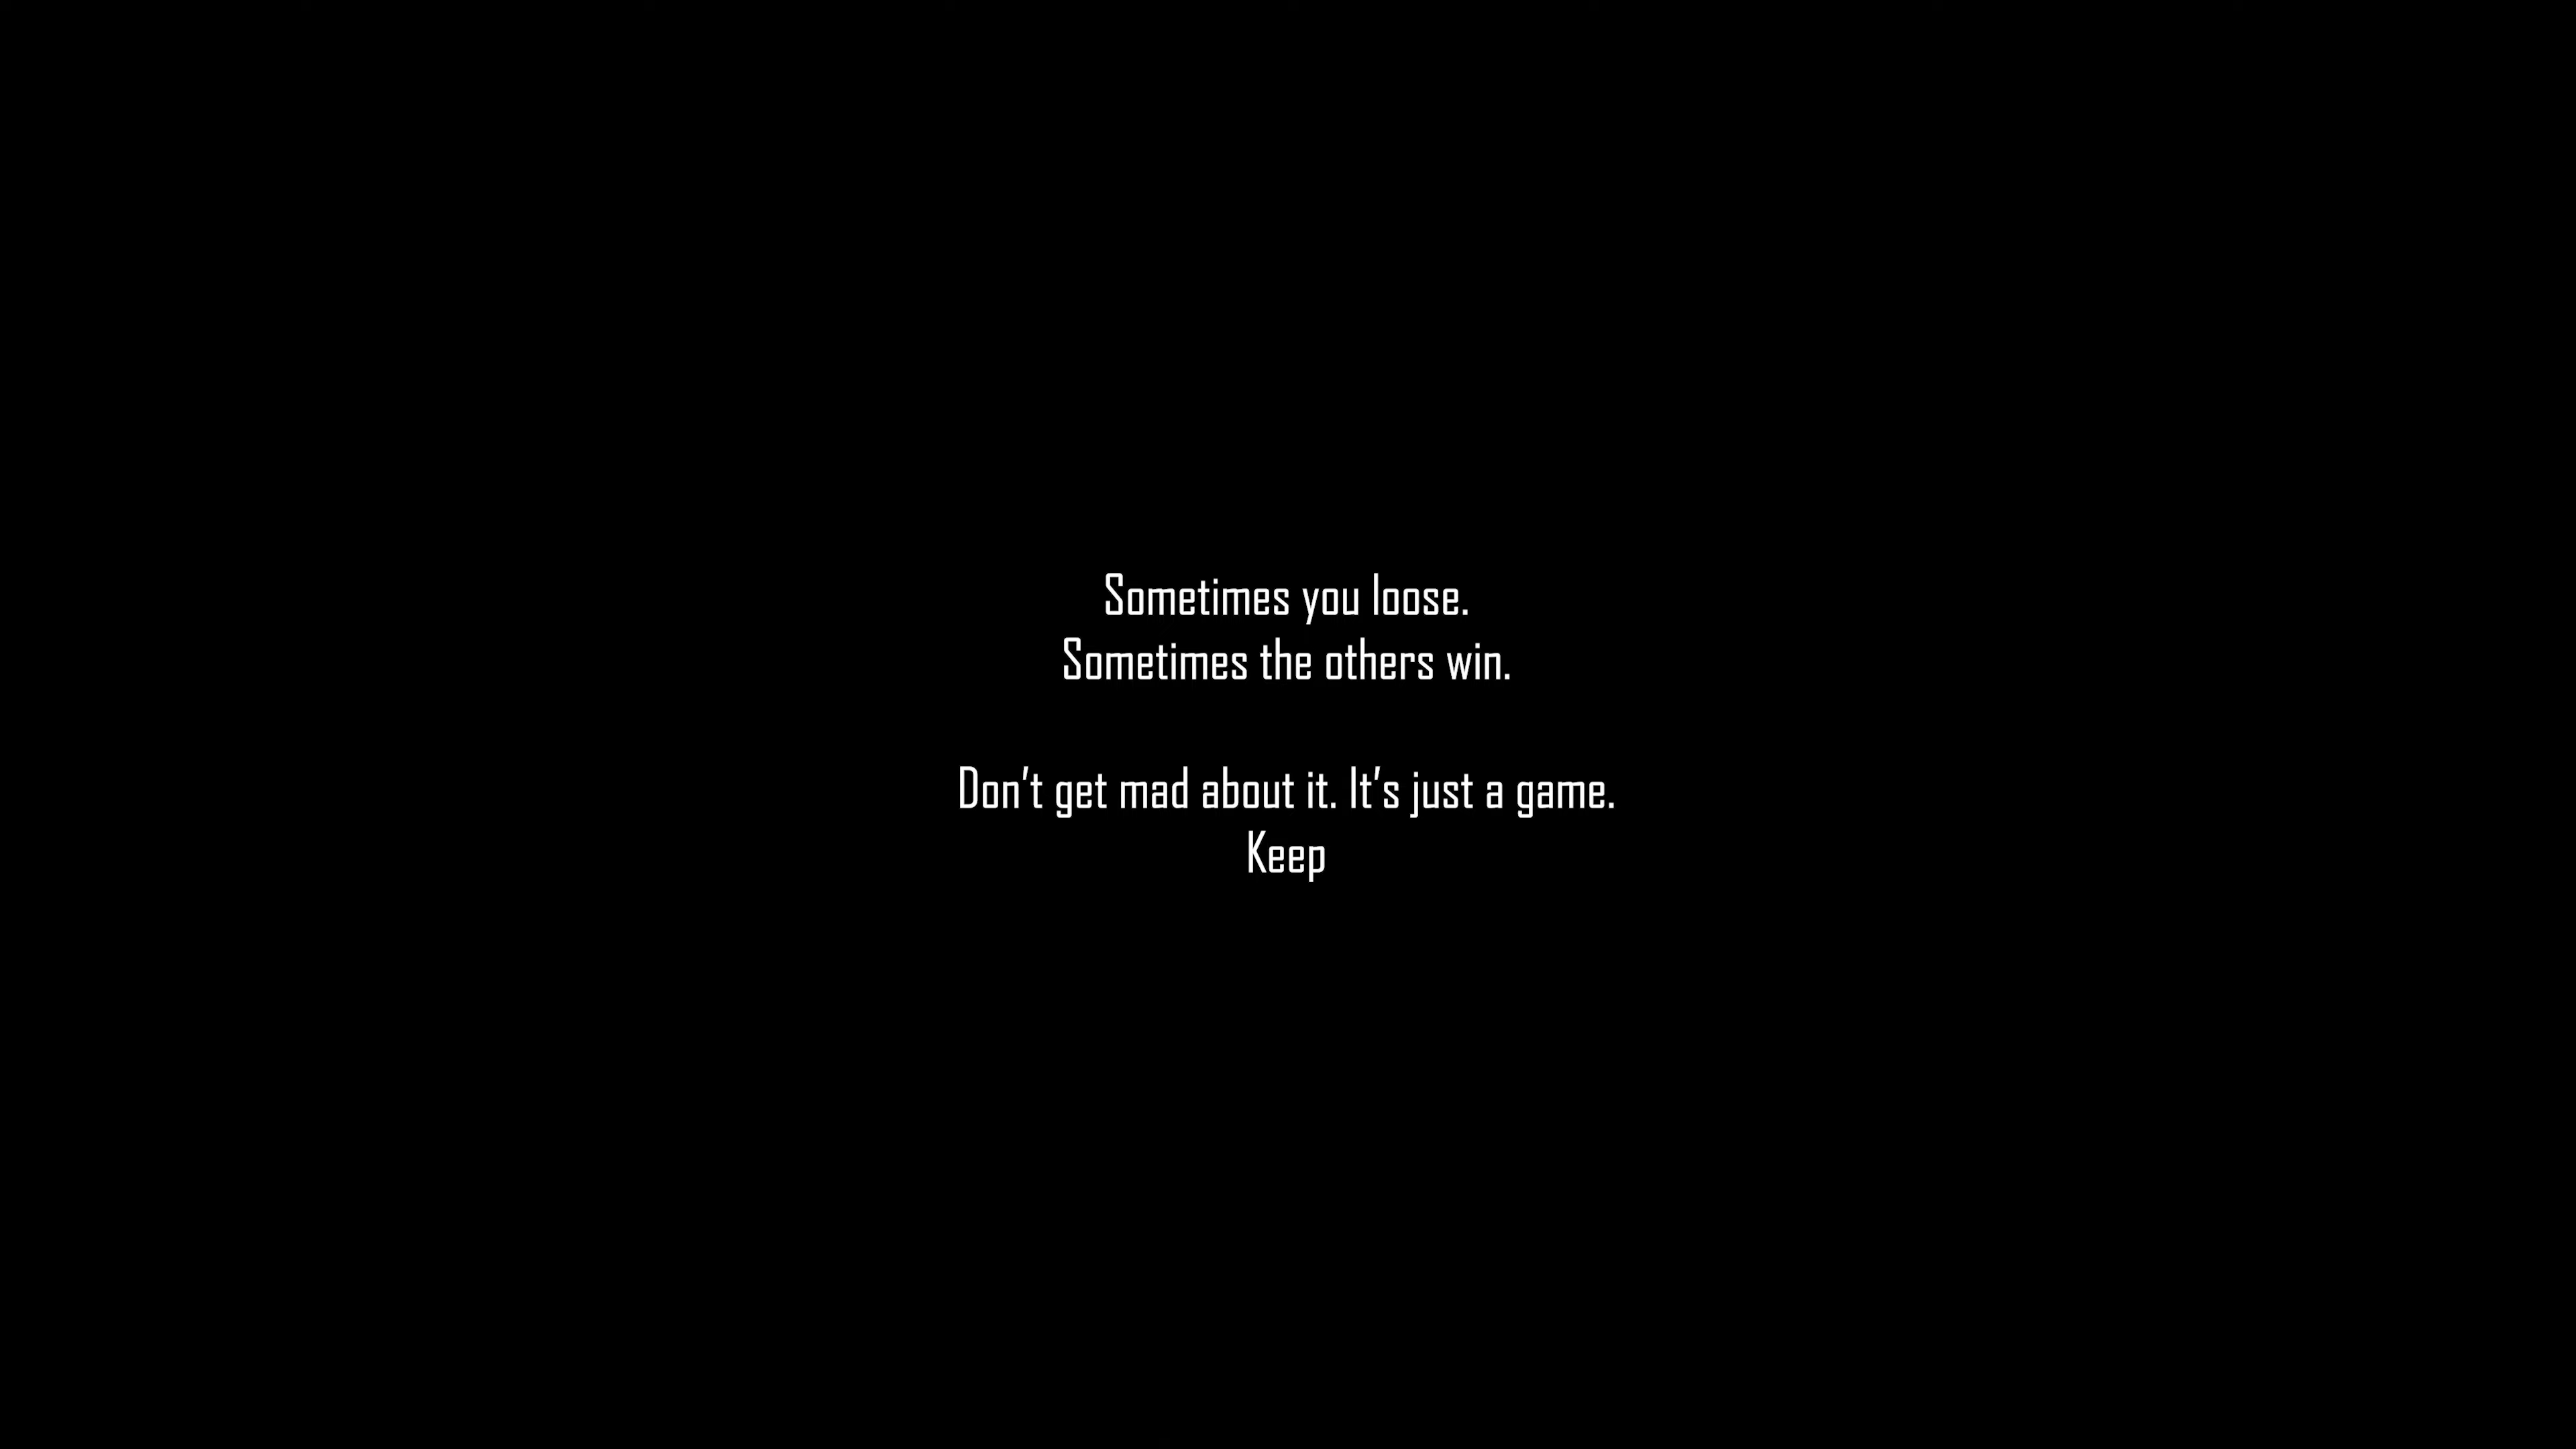 Sometimes you loose.
Sometimes the others win.
Don’t get mad about it. It’s just a game.
Keep